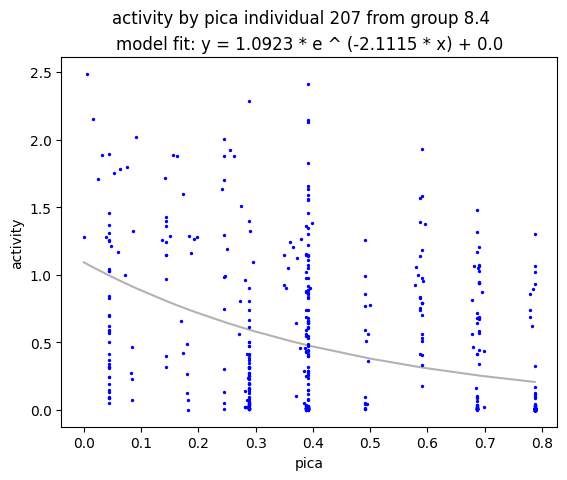 activity by pica individual 207 from group 8.4
model fit: y = 1.0923 * e ^ (-2.1115 * x) + 0.0
2.5
2.0
1.5
1.0
0.5
0.0
activity
0.0 0.1 0.2 0.3 0.4 0.5 0.6 0.7 0.8
pica